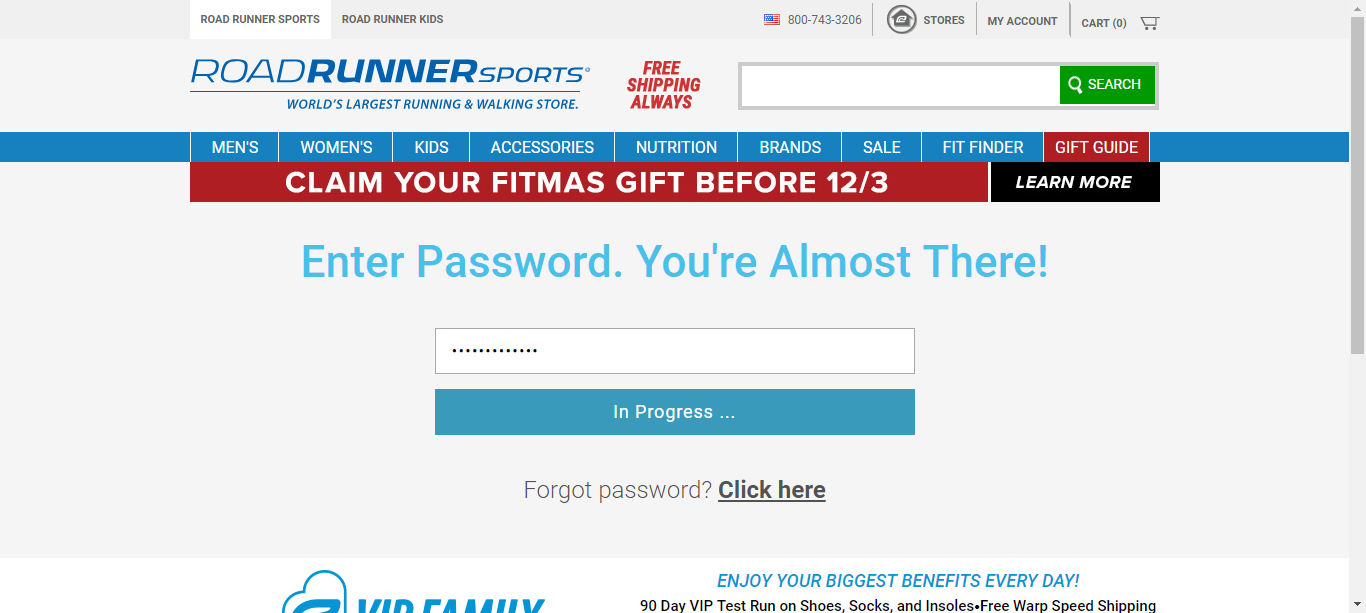 ROAD RUNNER SPORTS ROAD RUNNER KIDS 800-743-3206 STORES MY ACCOUNT CART (0)
ROADRUNNERSPORTS®
WORLD'S LARGEST RUNNING & WALKING STORE.
FREE
SHIPPING
ALWAYS
SEARCH
MEN'S WOMEN'S KIDS ACCESSORIES NUTRITION BRANDS SALE FIT FINDER GIFT GUIDE
CLAIM YOUR FITMAS GIFT BEFORE 12/3 LEARN MORE
Enter Password. You're Almost There!
•••••••••••••
In Progress ...
Forgot password? Click here
VIP FAMILY
ENJOY YOUR BIGGEST BENEFITS EVERY DAY!
90 Day VIP Test Run on Shoes, Socks, and Insoles•Free Warp Speed Shipping